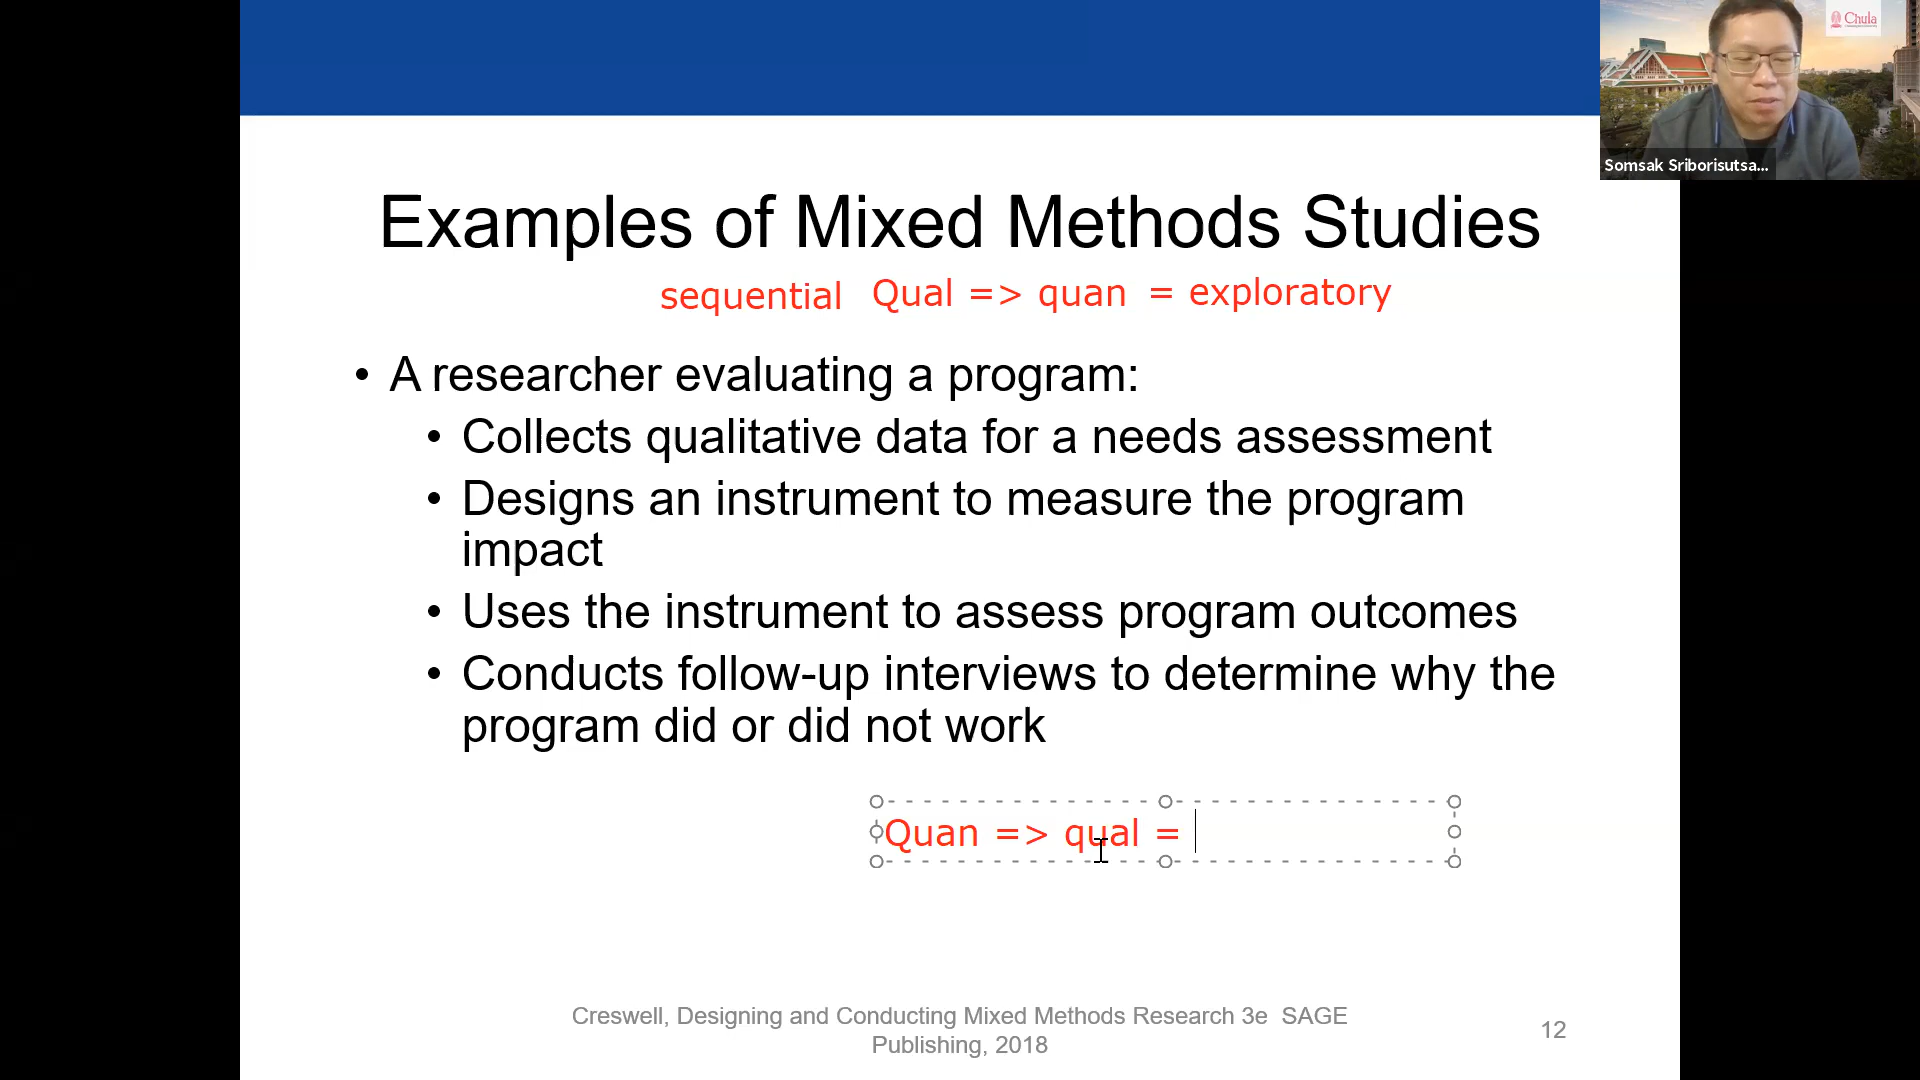 Chula
Somsak Sriborisutsa...
Examples of Mixed Methods Studies
sequential Qual => quan = exploratory
• A researcher evaluating a program:
• Collects qualitative data for a needs assessment
• Designs an instrument to measure the program
impact
• Uses the instrument to assess program outcomes
• Conducts follow-up interviews to determine why the
program did or did not work
Quan => qual =
Creswell, Designing and Conducting Mixed Methods Research 3e SAGE
Publishing, 2018
12